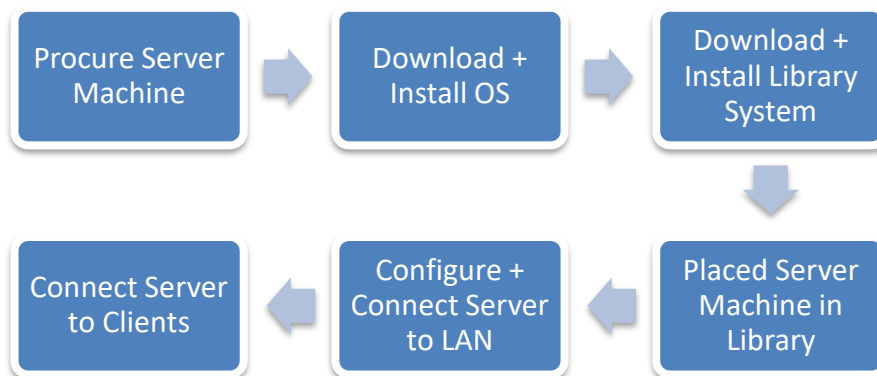 Procure Server
Machine
Download +
Install OS
Download +
Install Library
System
Placed Server
Machine in
Library
Configure +
Connect Server
to LAN
Connect Server
to Clients